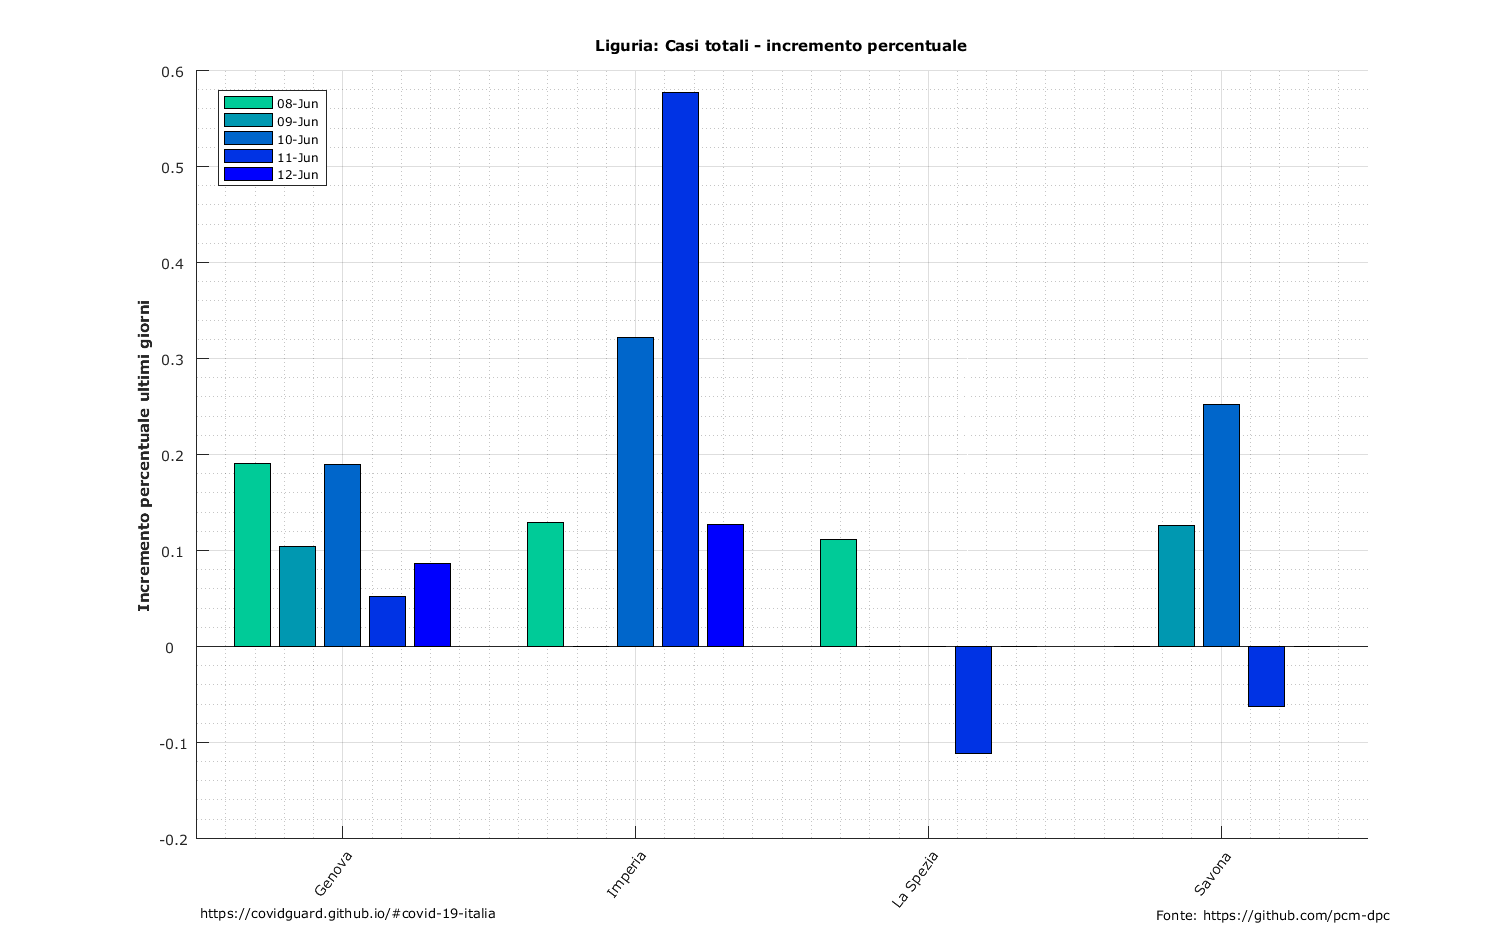 Liguria: Casi totali - incremento percentuale
0.6
0.5
0.4
0.3
0.2
0.1
0
-0.1
-0.2
Incremento percentuale ultimi giorni
08-Jun
09-Jun
10-Jun
11-Jun
12-Jun
Genova
Imperia
La Spezia
Savona
https://covidguard.github.io/#covid-19-italia
Fonte: https://github.com/pcm-dpc